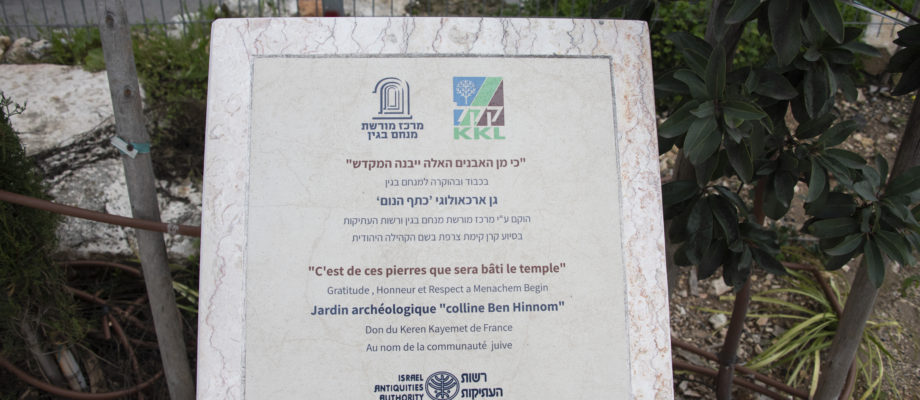 מרכז מורשת
מנחם בגין
קק״ל
KKL
"כי מן האבנים האלה ייבנה המקדש"
בכבוד ובהוקרה למנחם בגין
גן ארכאולוגי ׳כתף הנום׳
הוקם ע"י מרכז מורשת מנחם בגין ורשות העתיקות
בסיוע קרן קימת צרפת בשם הקהילה היהודית
"C'est de ces pierres que sera bâti le temple"
Gratitude , Honneur et Respect a Menachem Begin
Jardin archéologique "colline Ben Hinnom"
Don du Keren Kayemet de France
Au nom de la communauté juive
ISRAEL
ANTIQUITIES
AUTHORITY
רשות
העתיקות